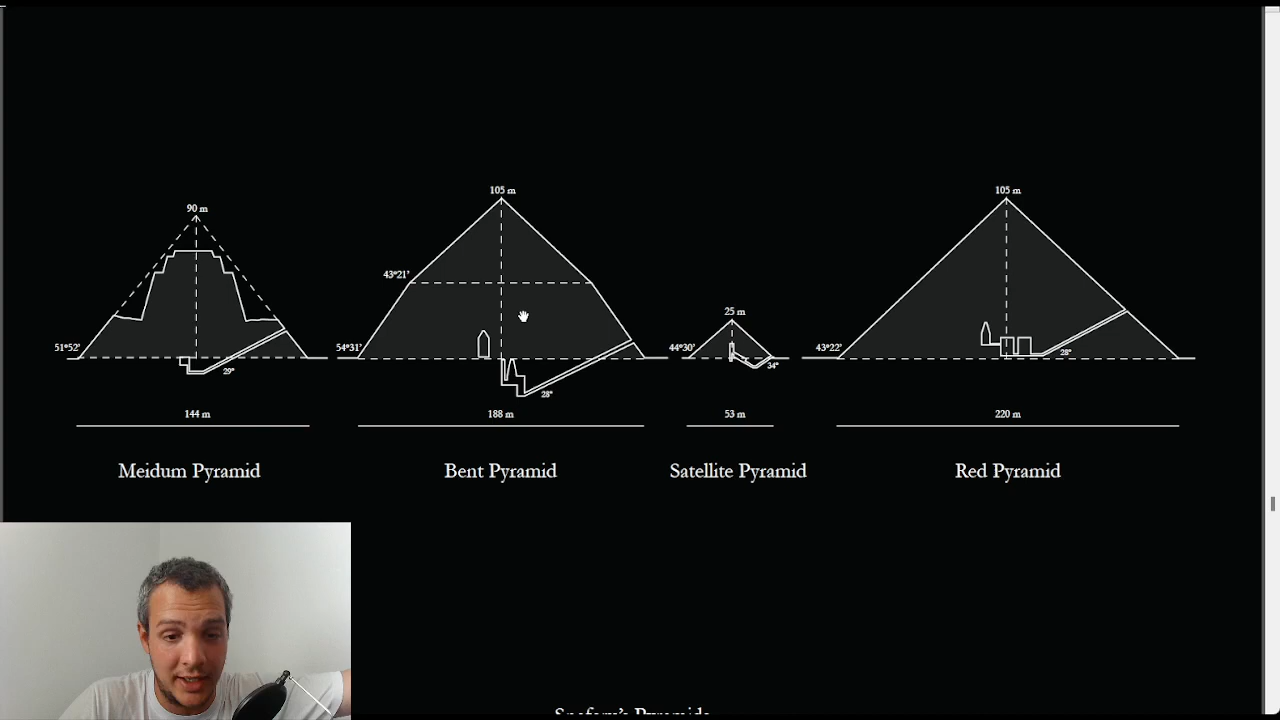 90 m
51°52'
29°
144 m
Meidum Pyramid
105 m
43°21'
54°31'
28°
188 m
Bent Pyramid
25 m
44°30'
34°
53 m
Satellite Pyramid
105 m
43°22'
28°
220 m
Red Pyramid